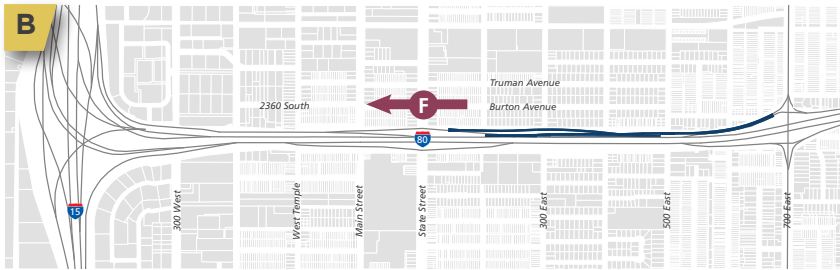 B
Truman Avenue
2360 South
F
Burton Avenue
80
15
300 West
West Temple
Main Street
State Street
300 East
500 East
700 East